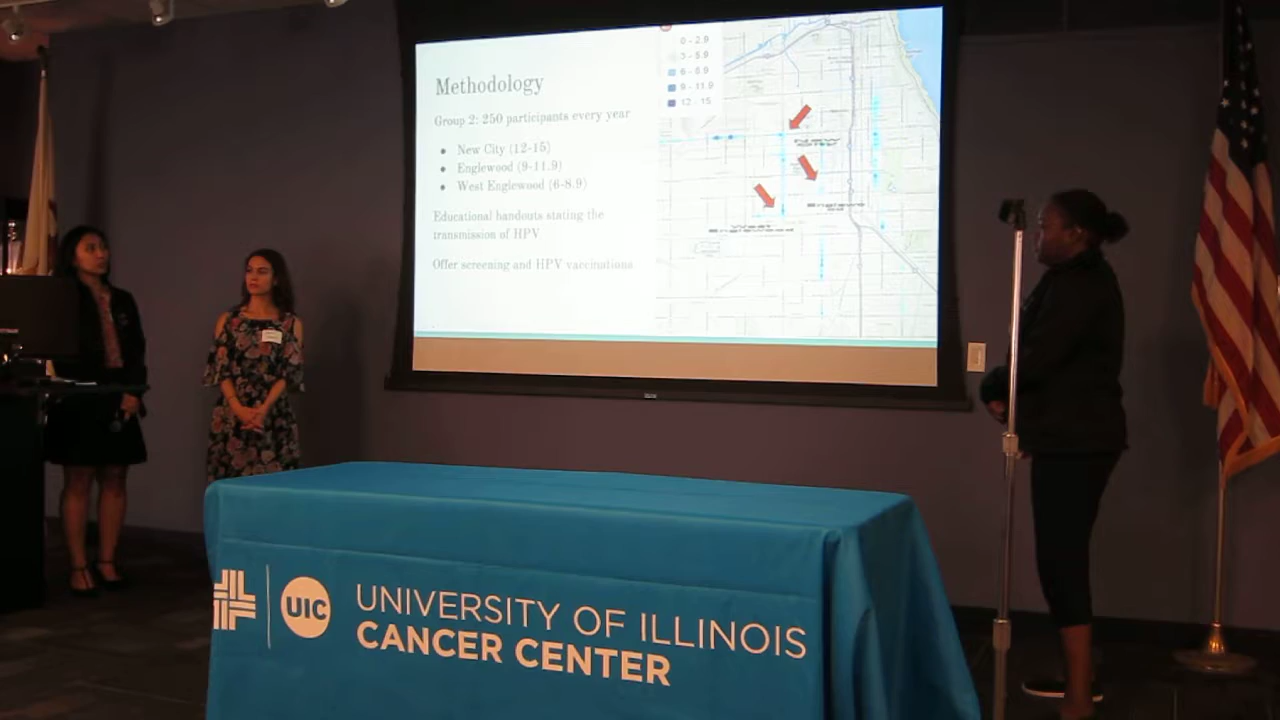 Methodology
Group 2: 250 participants every year
● New City (12-15)
● Englewood (9-11.9)
● West Englewood (6-8.9)
Educational handouts stating the
transmission of HPV
Offer screening and HPV vaccinations
0 - 2.9
3 - 5.9
6 - 8.9
9 - 11.9
12 - 15
UIC
UNIVERSITY OF ILLINOIS
CANCER CENTER